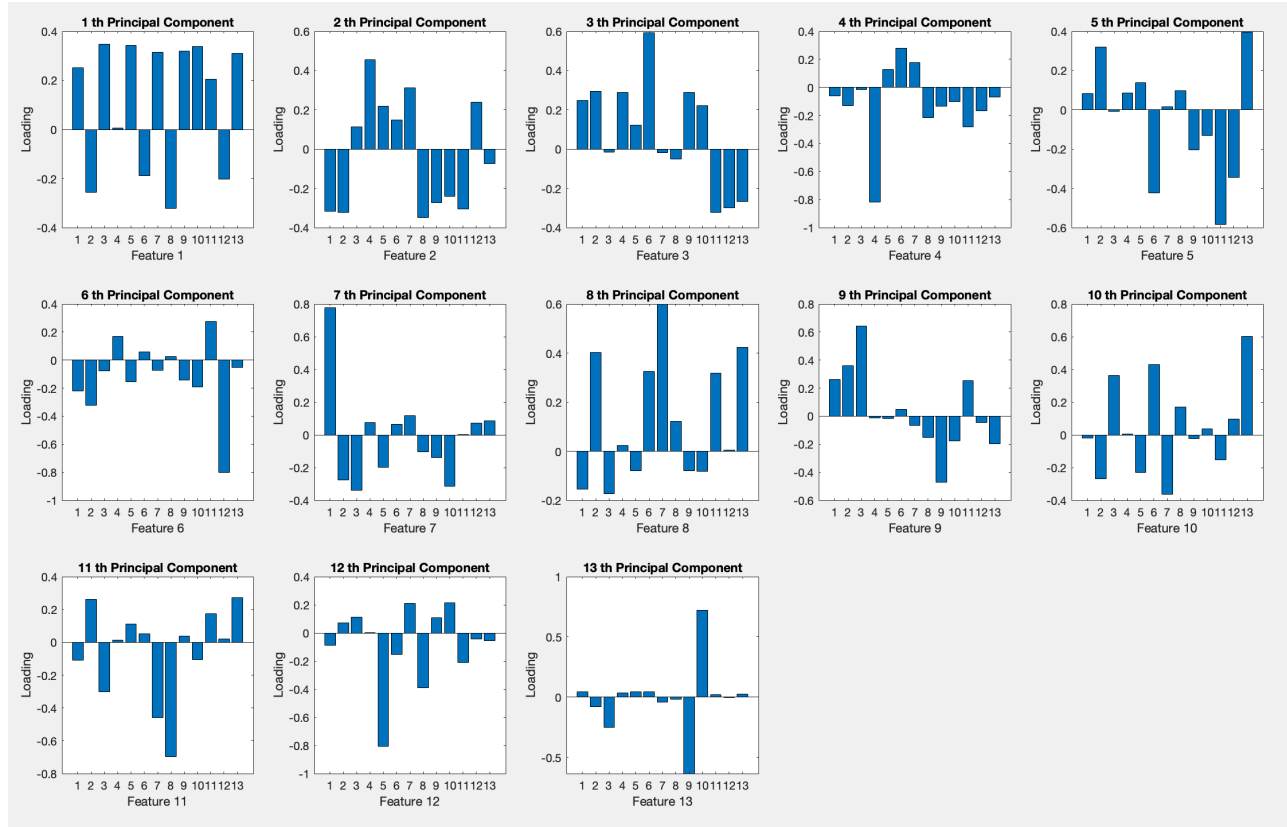 1 th Principal Component
0.4
0.2
0
-0.2
-0.4
Loading
1 2 3 4 5 6 7 8 9 10 11 12 13
Feature 1
2 th Principal Component
0.6
0.4
0.2
0
-0.2
-0.4
Loading
1 2 3 4 5 6 7 8 9 10 11 12 13
Feature 2
3 th Principal Component
0.6
0.4
0.2
0
-0.2
-0.4
Loading
1 2 3 4 5 6 7 8 9 10 11 12 13
Feature 3
4 th Principal Component
0.4
0.2
0
-0.2
-0.4
-0.6
-0.8
-1
Loading
1 2 3 4 5 6 7 8 9 10 11 12 13
Feature 4
5 th Principal Component
0.4
0.2
0
-0.2
-0.4
-0.6
Loading
1 2 3 4 5 6 7 8 9 10 11 12 13
Feature 5
6 th Principal Component
0.4
0.2
0
-0.2
-0.4
-0.6
-0.8
-1
Loading
1 2 3 4 5 6 7 8 9 10 11 12 13
Feature 6
7 th Principal Component
0.8
0.6
0.4
0.2
0
-0.2
-0.4
Loading
1 2 3 4 5 6 7 8 9 10 11 12 13
Feature 7
8 th Principal Component
0.6
0.4
0.2
0
-0.2
Loading
1 2 3 4 5 6 7 8 9 10 11 12 13
Feature 8
9 th Principal Component
0.8
0.6
0.4
0.2
0
-0.2
-0.4
-0.6
Loading
1 2 3 4 5 6 7 8 9 10 11 12 13
Feature 9
10 th Principal Component
0.8
0.6
0.4
0.2
0
-0.2
-0.4
Loading
1 2 3 4 5 6 7 8 9 10 11 12 13
Feature 10
11 th Principal Component
0.4
0.2
0
-0.2
-0.4
-0.6
-0.8
Loading
1 2 3 4 5 6 7 8 9 10 11 12 13
Feature 11
12 th Principal Component
0.4
0.2
0
-0.2
-0.4
-0.6
-0.8
-1
Loading
1 2 3 4 5 6 7 8 9 10 11 12 13
Feature 12
13 th Principal Component
1
0.5
0
-0.5
Loading
1 2 3 4 5 6 7 8 9 10 11 12 13
Feature 13